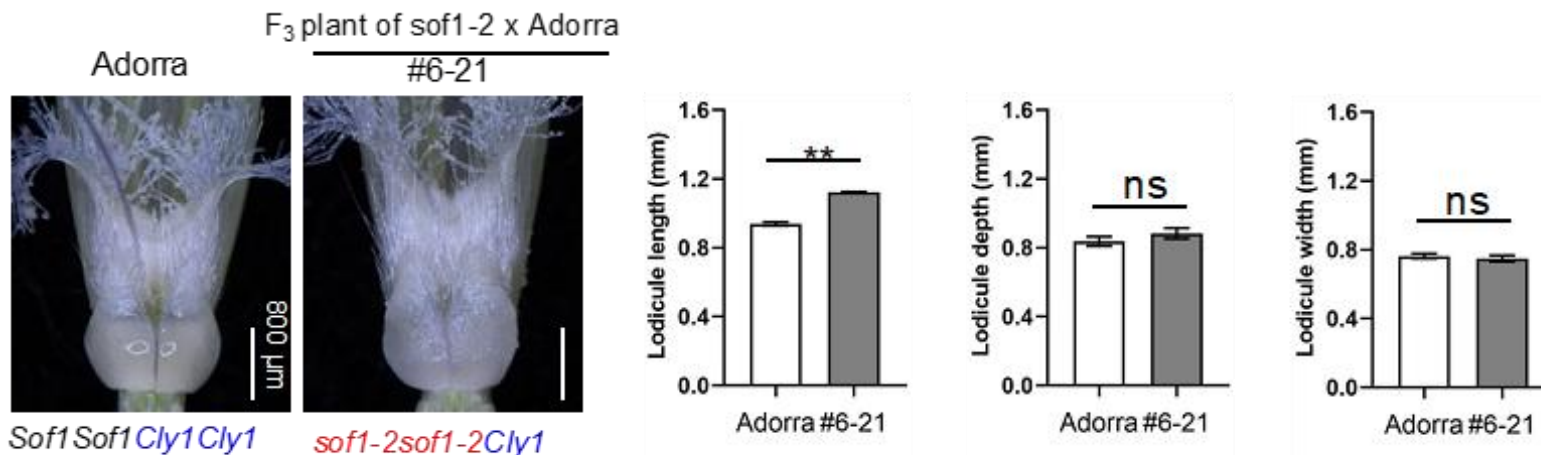 F3 plant of sof1-2 x Adorra
Adorra
#6-21
800 µm
Sof1Sof1Cly1Cly1
sof1-2sof1-2Cly1
Lodicule length (mm)
1.6
1.2
0.8
0.4
0.0
**
Adorra #6-21
Lodicule depth (mm)
1.6
1.2
0.8
0.4
0.0
ns
Adorra #6-21
Lodicule width (mm)
1.6
1.2
0.8
0.4
0.0
ns
Adorra #6-21